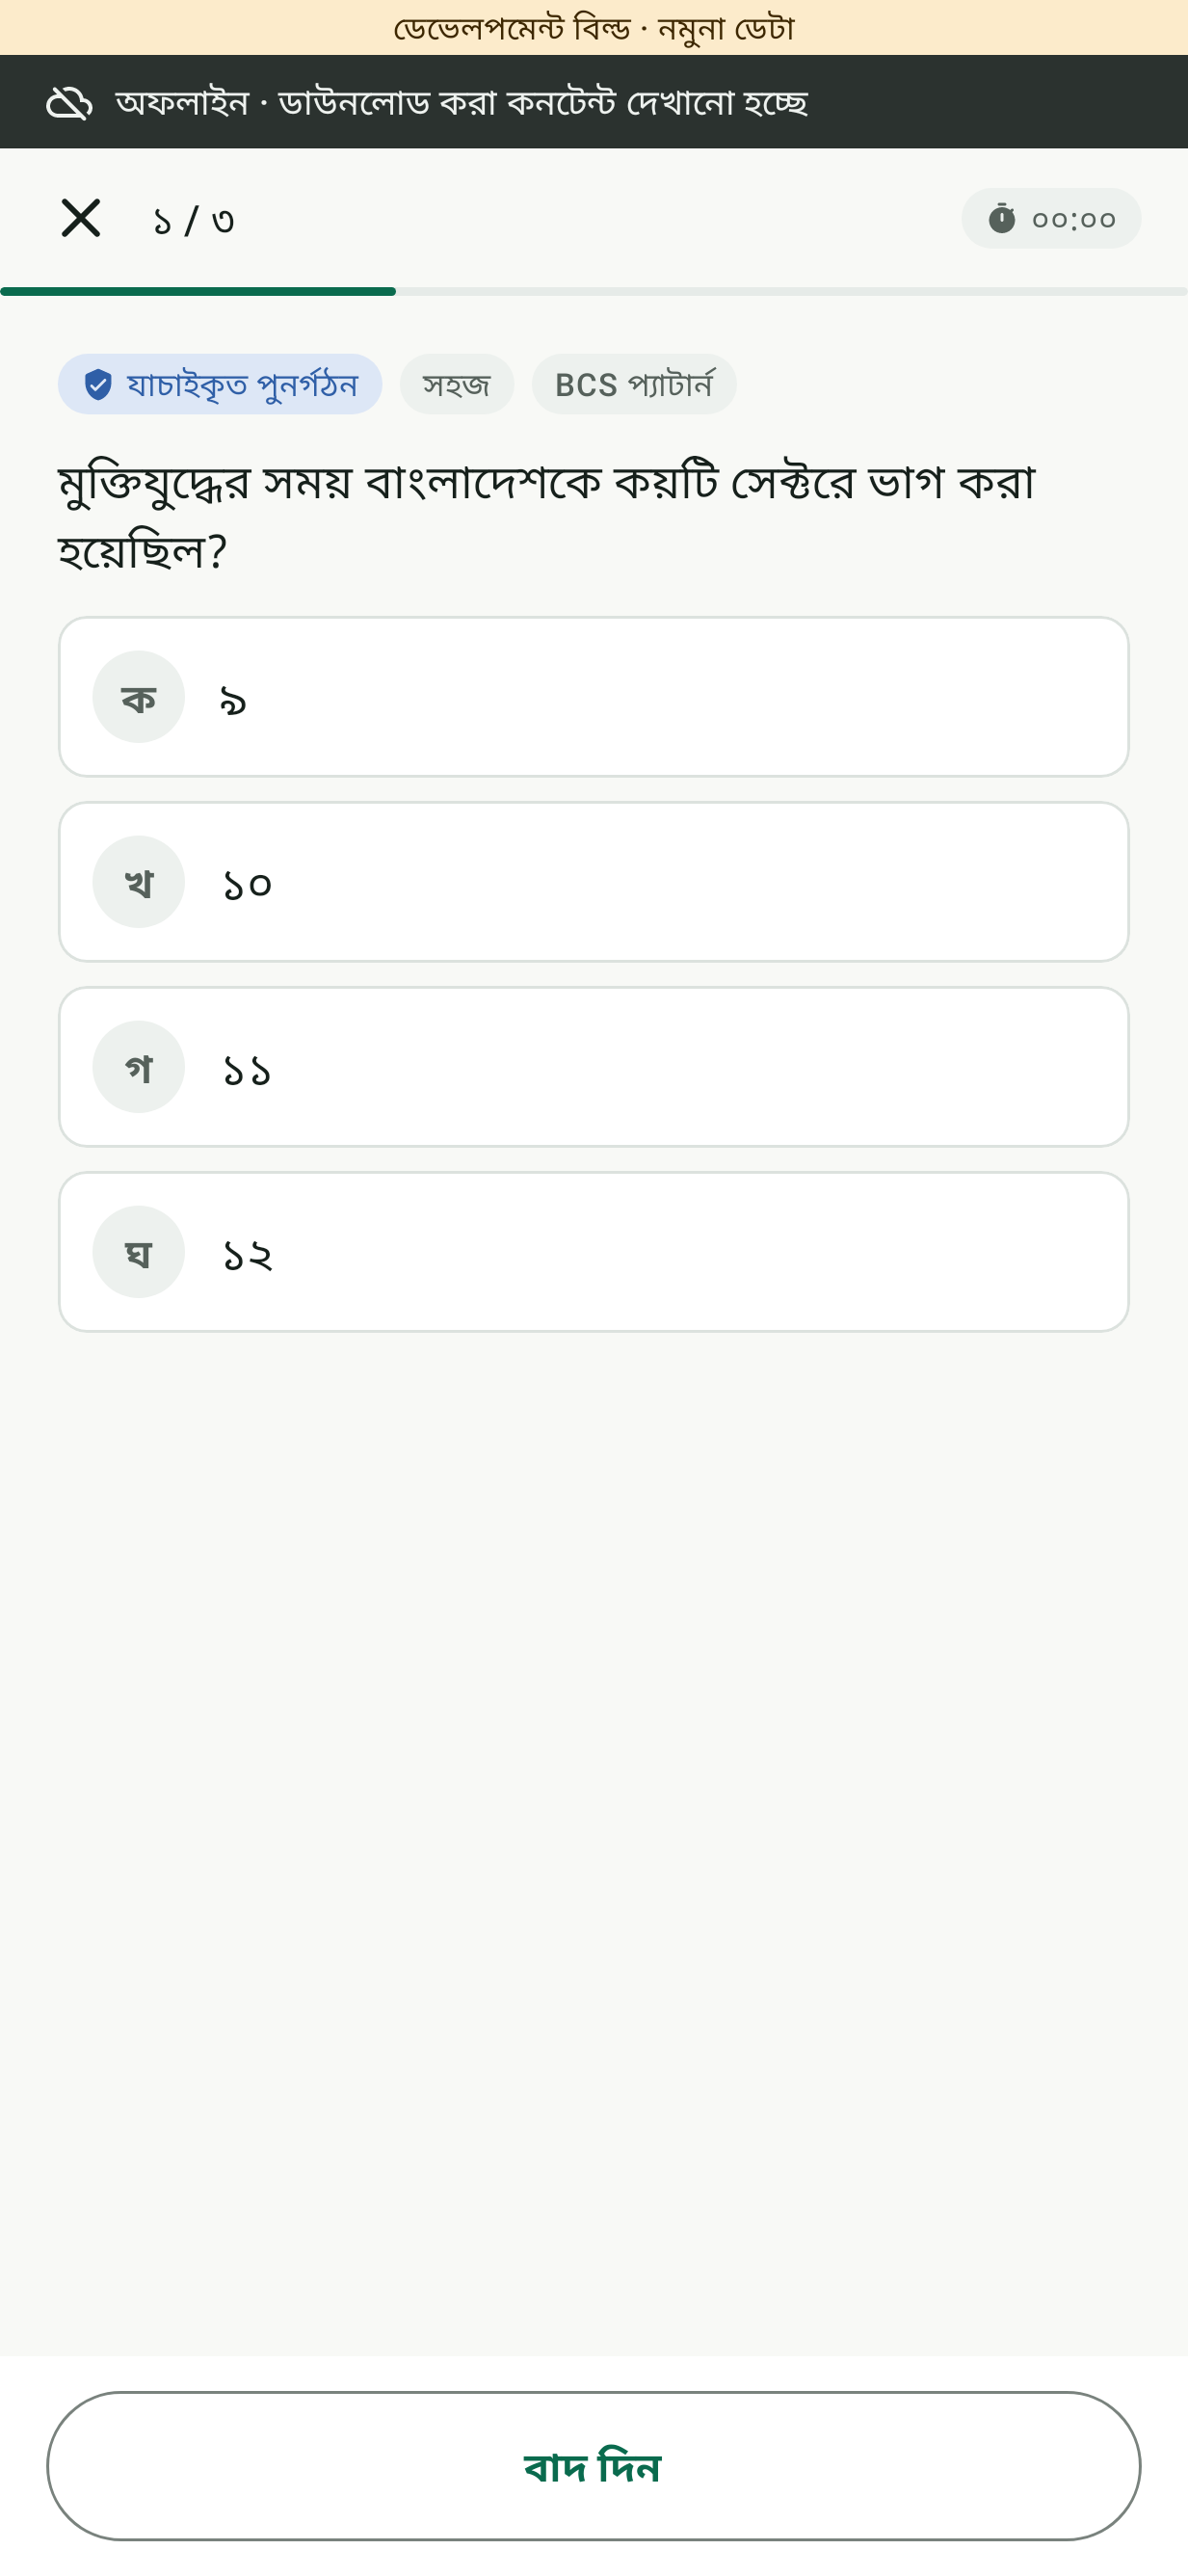 ডেভেলপমেন্ট বিল্ড · নমুনা ডেটা
অফলাইন · ডাউনলোড করা কনটেন্ট দেখানো হচ্ছে
১ / ৩
০০:০০
যাচাইকৃত পুনর্গঠন
সহজ
BCS প্যাটার্ন
মুক্তিযুদ্ধের সময় বাংলাদেশকে কয়টি সেক্টরে ভাগ করা
হয়েছিল?
ক ৯
খ ১০
গ ১১
ঘ ১২
বাদ দিন